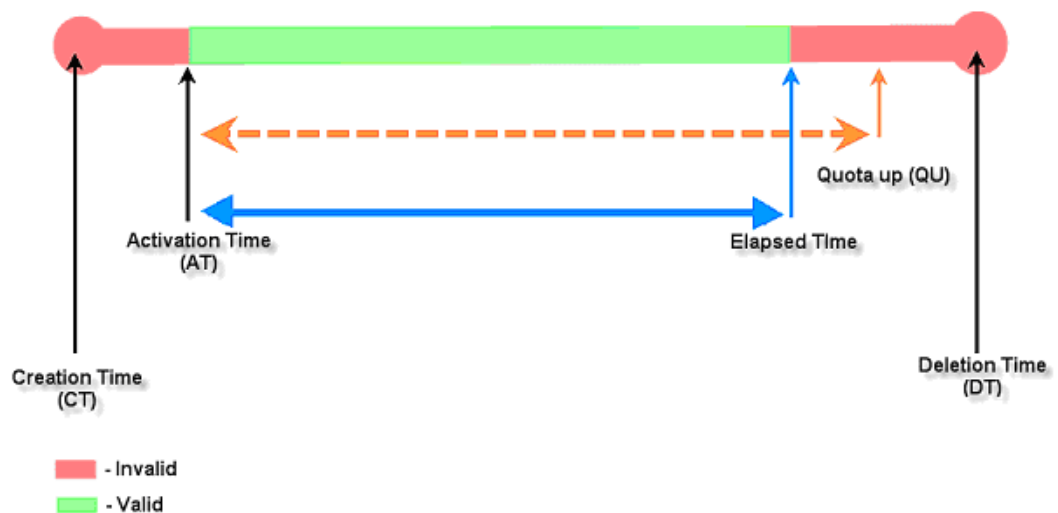 Quota up (QU)
Activation Time
(AT)
Elapsed TIme
Creation Time
(CT)
Deletion Time
(DT)
- Invalid
- Valid